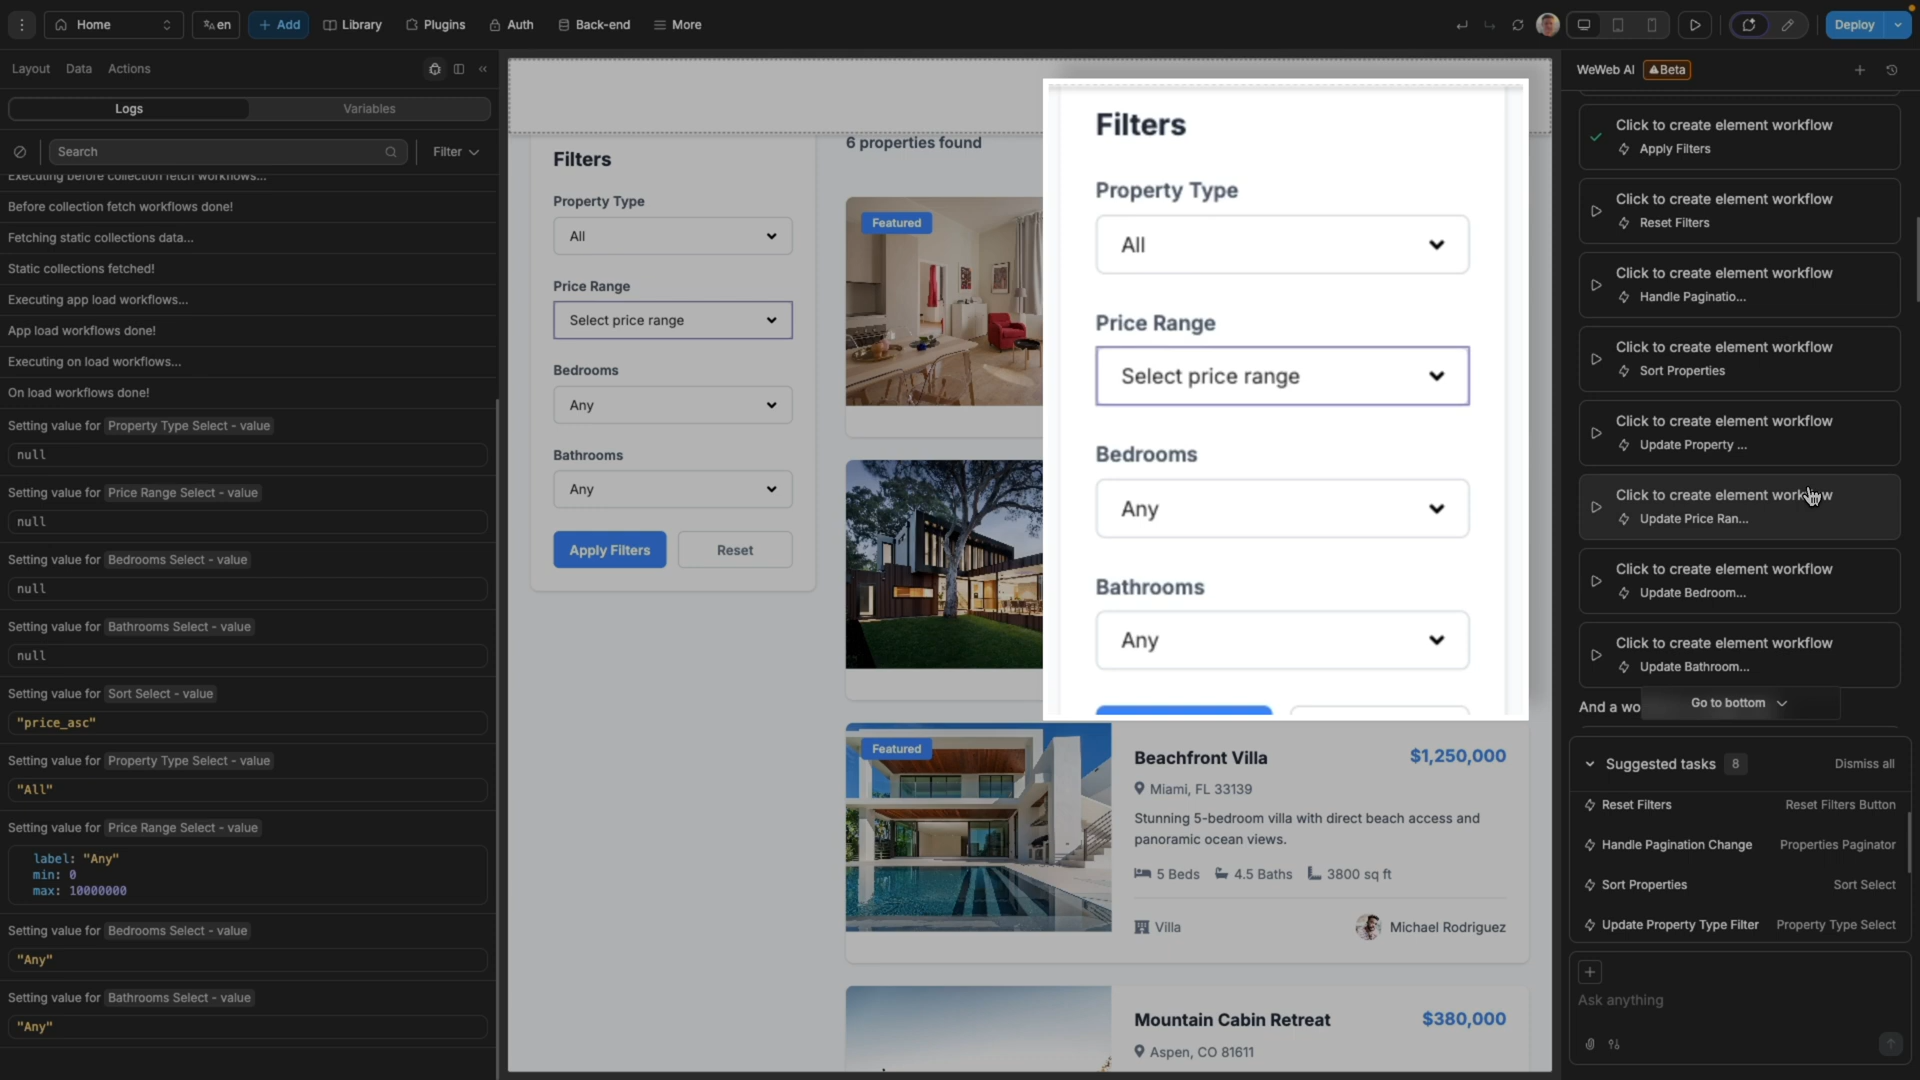 Home
en
Add
Library
Plugins
Auth
Back-end
More
Deploy
Layout
Data
Actions
Logs
Variables
Search
Filter
Executing before collection fetch workflows...
Before collection fetch workflows done!
Fetching static collections data...
Static collections fetched!
Executing app load workflows...
App load workflows done!
Executing on load workflows...
On load workflows done!
Setting value for Property Type Select - value
null
Setting value for Price Range Select - value
null
Setting value for Bedrooms Select - value
null
Setting value for Bathrooms Select - value
null
Setting value for Sort Select - value
"price_asc"
Setting value for Property Type Select - value
"All"
Setting value for Price Range Select - value
label: "Any"
min: 0
max: 10000000
Setting value for Bedrooms Select - value
"Any"
Setting value for Bathrooms Select - value
"Any"
Filters
Property Type
All
Price Range
Select price range
Bedrooms
Any
Bathrooms
Any
Apply Filters
Reset
6 properties found
Featured
Filters
Property Type
All
Price Range
Select price range
Bedrooms
Any
Bathrooms
Any
Featured
Beachfront Villa
$1,250,000
Miami, FL 33139
Stunning 5-bedroom villa with direct beach access and
panoramic ocean views.
5 Beds
4.5 Baths
3800 sq ft
Villa
Michael Rodriguez
Mountain Cabin Retreat
$380,000
Aspen, CO 81611
WeWeb AI
Beta
Click to create element workflow
Apply Filters
Click to create element workflow
Reset Filters
Click to create element workflow
Handle Paginatio...
Click to create element workflow
Sort Properties
Click to create element workflow
Update Property ...
Click to create element workflow
Update Price Ran...
Click to create element workflow
Update Bedroom...
Click to create element workflow
Update Bathroom...
And a wo
Go to bottom
Suggested tasks
8
Dismiss all
Reset Filters
Reset Filters Button
Handle Pagination Change
Properties Paginator
Sort Properties
Sort Select
Update Property Type Filter
Property Type Select
Ask anything